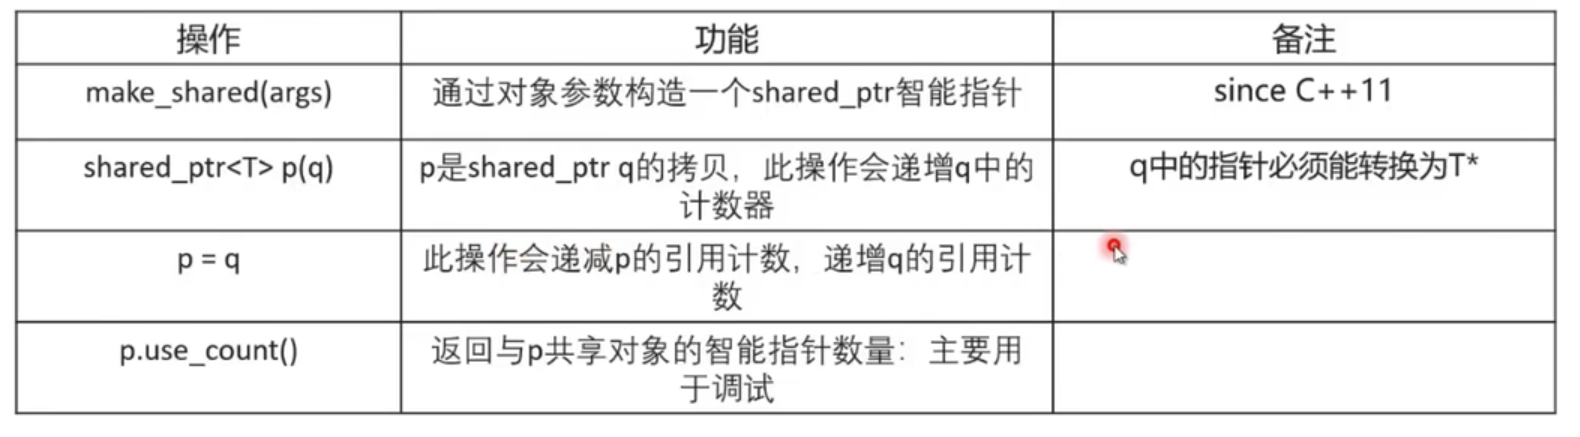 操作
功能
备注
make_shared(args)
通过对象参数构造一个shared_ptr智能指针
since C++11
shared_ptr<T> p(q)
p是shared_ptr q的拷贝，此操作会递增q中的
计数器
q中的指针必须能转换为T*
p = q
此操作会递减p的引用计数，递增q的引用计
数
p.use_count()
返回与p共享对象的智能指针数量：主要用
于调试